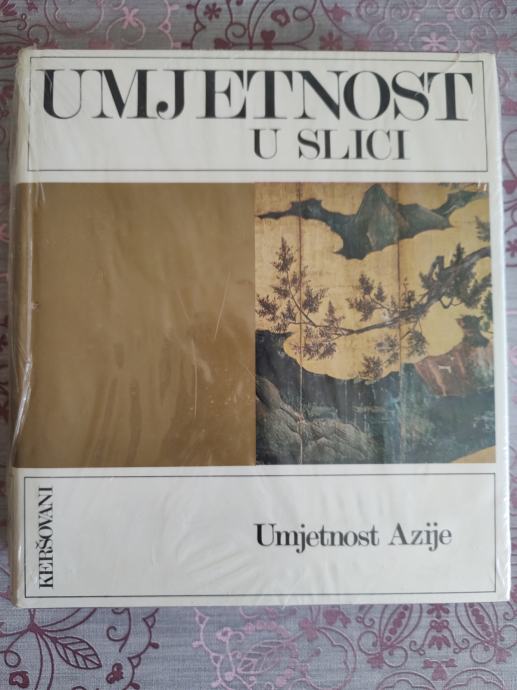 UMJETNOST
U SLICI
Umjetnost Azije
KERŠOVANI